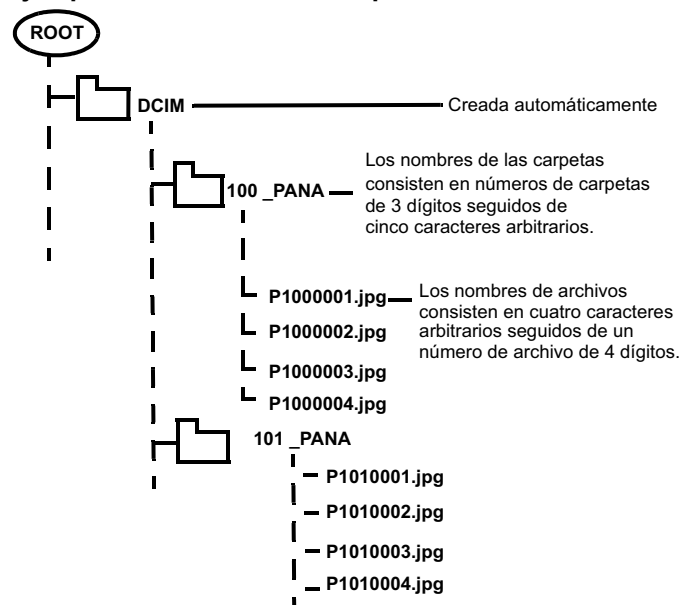 ROOT
DCIM
Creada automáticamente
100 _PANA
Los nombres de las carpetas
consisten en números de carpetas
de 3 dígitos seguidos de
cinco caracteres arbitrarios.
P1000001.jpg
Los nombres de archivos
consisten en cuatro caracteres
arbitrarios seguidos de un
número de archivo de 4 dígitos.
P1000002.jpg
P1000003.jpg
P1000004.jpg
101 _PANA
P1010001.jpg
P1010002.jpg
P1010003.jpg
P1010004.jpg